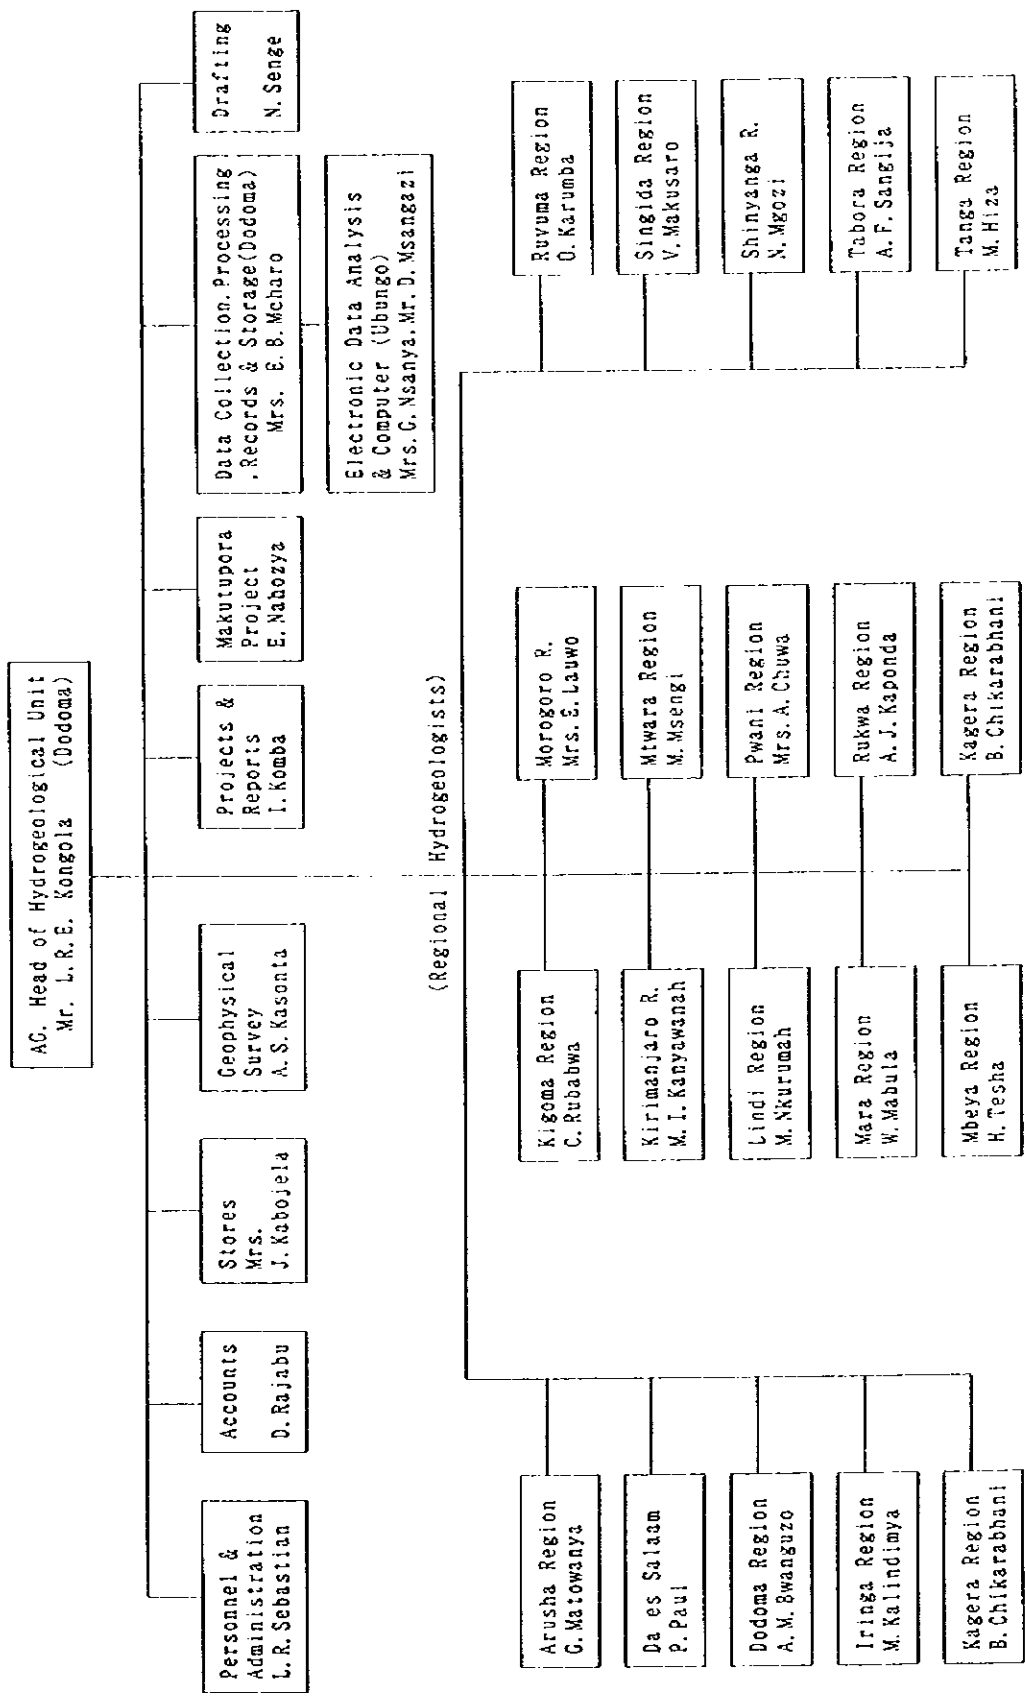 AC. Head of Hydrogeological Unit
Mr. L.R.E. Kongola (Dodoma)
Personnel &
Administration
L.R.Sebastian
Accounts
D.Rajabu
Stores
Mrs.
J.Kabojela
Geophysical
Survey
A.S.Kasonta
Projects &
Reports
I.Komba
Makutupora
Project
E.Nahozya
Data Collection.Processing
,Records & Storage(Dodoma)
Mrs. E.B.Mcharo
Drafting
N.Senge
Electronic Data Analysis
& Computer (Ubungo)
Mrs.C.Nsanya.Mr.D.Msangazi
(Regional Hydrogeologists)
Arusha Region
G.Matowanya
Da es Salaam
P.Paul
Dodoma Region
A.M.Bwanguzo
Iringa Region
M.Kalindimya
Kagera Region
B.Chikarabhani
Kigoma Region
C.Rubabwa
Kirimanjaro R.
M.I.Kanyawanah
Lindi Region
M.Nkurumah
Mara Region
W.Mabula
Mbeya Region
H.Tesha
Morogoro R.
Mrs.E.Lauwo
Mtwara Region
M.Msengi
Pwani Region
Mrs.A.Chuwa
Rukwa Region
A.J.Kaponda
Kagera Region
B.Chikarabhani
Ruvuma Region
O.Karumba
Singida Region
V.Makusaro
Shinyanga R.
N.Mgozi
Tabora Region
A.F.Sangija
Tanga Region
M.Hiza